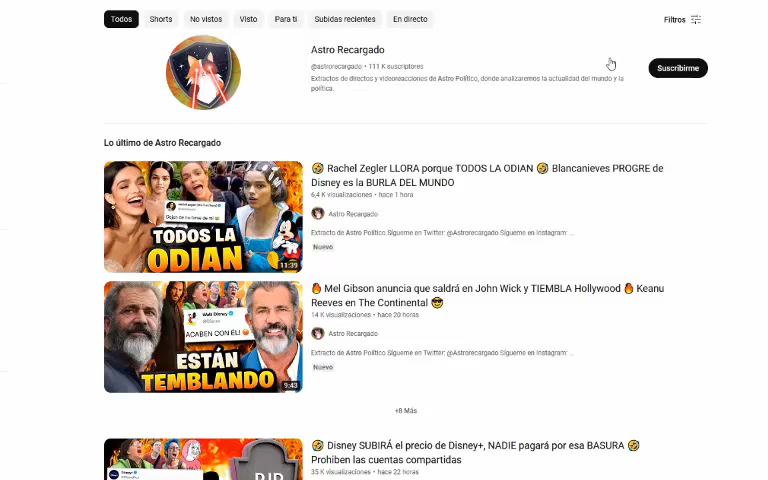 Todos Shorts No vistos Visto Para ti Subidas recientes En directo Filtros
Astro Recargado
@astrorecargado • 111 K suscriptores
Extractos de directos y videoreacciones de Astro Político, donde analizaremos la actualidad del mundo y la
política.
Suscribirme
Lo último de Astro Recargado
TODOS LA
ODIAN
11:39
🤣 Rachel Zegler LLORA porque TODOS LA ODIAN 🤣 Blancanieves PROGRE de
Disney es la BURLA DEL MUNDO
6,4 K visualizaciones • hace 1 hora
Astro Recargado
Extracto de Astro Político Sígueme en Twitter: @Astrorecargado Sígueme en Instagram: ...
Nuevo
Walt Disney
ACABEN CON ÉL!
ESTÁN
TEMBLANDO
9:43
🔥 Mel Gibson anuncia que saldrá en John Wick y TIEMBLA Hollywood 🔥 Keanu
Reeves en The Continental 😎
14 K visualizaciones • hace 20 horas
Astro Recargado
Extracto de Astro Político Sígueme en Twitter: @Astrorecargado Sígueme en Instagram: ...
Nuevo
+8 Más
Disney+
RIP
🤣 Disney SUBIRÁ el precio de Disney+, NADIE pagará por esa BASURA 🤣
Prohiben las cuentas compartidas
35 K visualizaciones • hace 22 horas